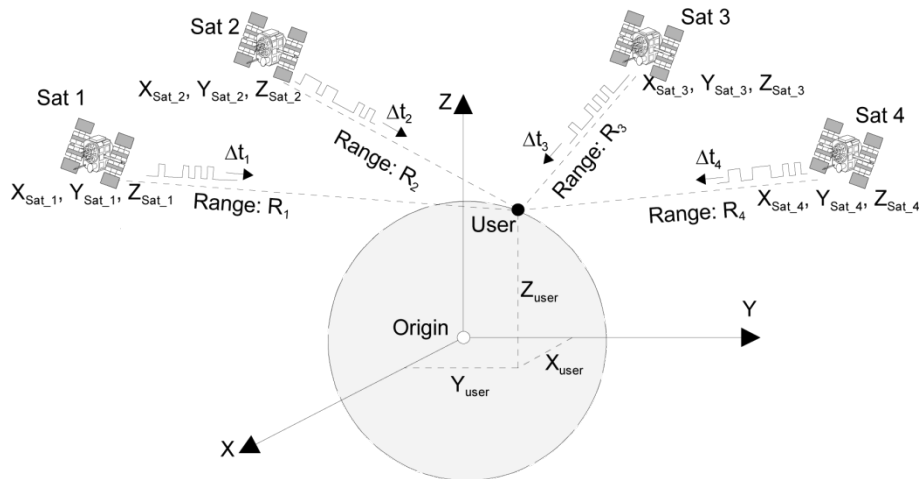 Sat 2
Sat 3
X_Sat_2, Y_Sat_2, Z_Sat_2
X_Sat_3, Y_Sat_3, Z_Sat_3
Sat 1
Sat 4
Z
Δt_2
Δt_3
Δt_1
Δt_4
Range: R_2
Range: R_3
X_Sat_1, Y_Sat_1, Z_Sat_1
Range: R_1
Range: R_4
X_Sat_4, Y_Sat_4, Z_Sat_4
User
Z_user
Origin
Y
X_user
Y_user
X